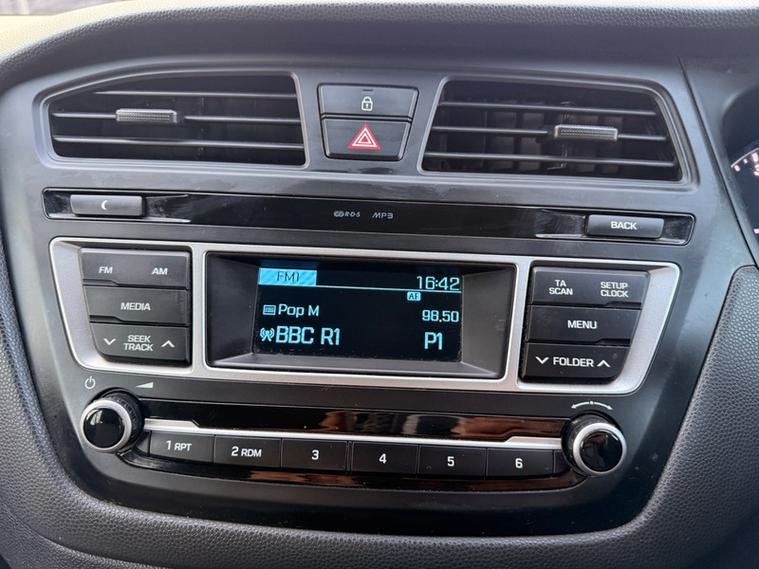 RDS MP3
BACK
FM AM
MEDIA
SEEK
TRACK
FM1 16:42
AF
Pop M 98.50
BBC R1 P1
TA
SCAN
SETUP
CLOCK
MENU
FOLDER
1 RPT 2 RDM 3 4 5 6